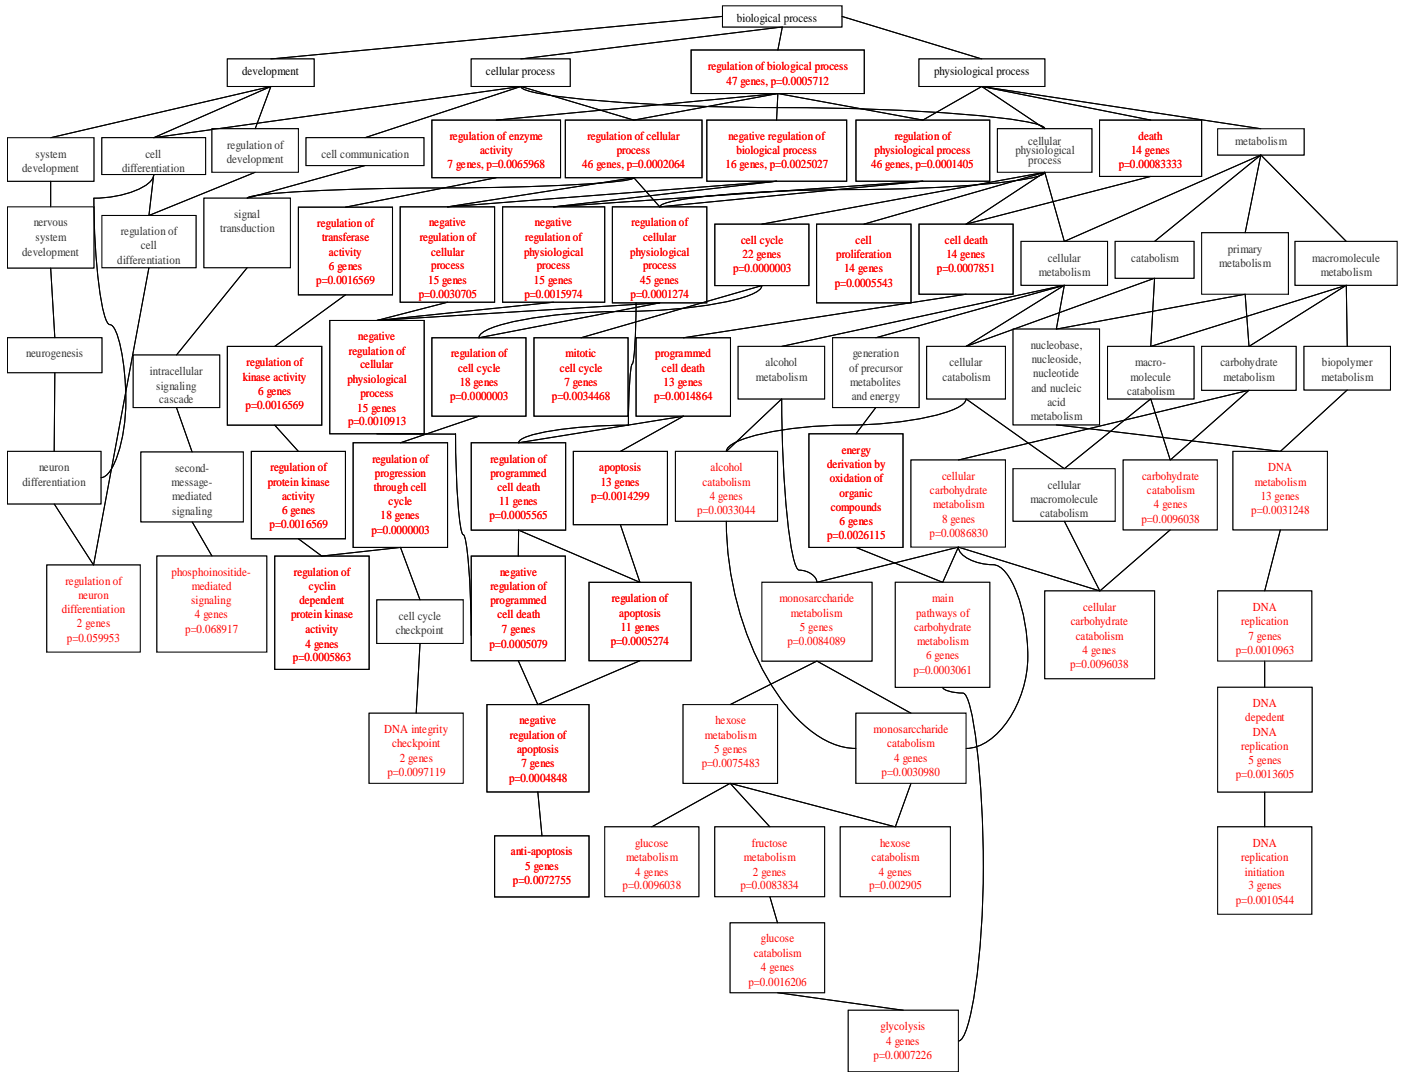 biological process
development
cellular process
regulation of biological process
47 genes, p=0.0005712
physiological process
system
development
cell
differentiation
regulation of
development
cell communication
regulation of enzyme
activity
7 genes, p=0.0065968
regulation of cellular
process
46 genes, p=0.0002064
negative regulation of
biological process
16 genes, p=0.0025027
regulation of
physiological process
46 genes, p=0.0001405
cellular
physiological
process
death
14 genes
p=0.00083333
metabolism
nervous
system
development
regulation of
cell
differentiation
signal
transduction
regulation of
transferase
activity
6 genes
p=0.0016569
negative
regulation of
cellular
process
15 genes
p=0.0030705
negative
regulation of
physiological
process
15 genes
p=0.0015974
regulation of
cellular
physiological
process
45 genes
p=0.0001274
cell cycle
22 genes
p=0.0000003
cell
proliferation
14 genes
p=0.0005543
cell death
14 genes
p=0.0007851
cellular
metabolism
catabolism
primary
metabolism
macromolecule
metabolism
neurogenesis
intracellular
signaling
cascade
regulation of
kinase activity
6 genes
p=0.0016569
negative
regulation of
cellular
physiological
process
15 genes
p=0.0010913
regulation of
cell cycle
18 genes
p=0.0000003
mitotic
cell cycle
7 genes
p=0.0034468
programmed
cell death
13 genes
p=0.0014864
alcohol
metabolism
generation
of precursor
metabolites
and energy
cellular
catabolism
nucleobase,
nucleoside,
nucleotide
and nucleic
acid
metabolism
macro-
molecule
catabolism
carbohydrate
metabolism
biopolymer
metabolism
neuron
differentiation
second-
message-
mediated
signaling
regulation of
protein kinase
activity
6 genes
p=0.0016569
regulation of
progression
through cell
cycle
18 genes
p=0.0000003
regulation of
programmed
cell death
11 genes
p=0.0005565
apoptosis
13 genes
p=0.0014299
alcohol
catabolism
4 genes
p=0.0033044
energy
derivation by
oxidation of
organic
compounds
6 genes
p=0.0026115
cellular
carbohydrate
metabolism
8 genes
p=0.0086830
cellular
macromolecule
catabolism
carbohydrate
catabolism
4 genes
p=0.0096038
DNA
metabolism
13 genes
p=0.0031248
regulation of
neuron
differentiation
2 genes
p=0.059953
phosphoinositide-
mediated
signaling
4 genes
p=0.068917
regulation of
cyclin
dependent
protein kinase
activity
4 genes
p=0.0005863
cell cycle
checkpoint
negative
regulation of
programmed
cell death
7 genes
p=0.0005079
regulation of
apoptosis
11 genes
p=0.0005274
monosaccharide
metabolism
5 genes
p=0.0084089
main
pathways of
carbohydrate
metabolism
6 genes
p=0.0003061
cellular
carbohydrate
catabolism
4 genes
p=0.0096038
DNA
replication
7 genes
p=0.0010963
DNA integrity
checkpoint
2 genes
p=0.0097119
negative
regulation of
apoptosis
7 genes
p=0.0004848
hexose
metabolism
5 genes
p=0.0075483
monosarccharide
catabolism
4 genes
p=0.0030980
DNA
depedent
DNA
replication
5 genes
p=0.0013605
anti-apoptosis
5 genes
p=0.0072755
glucose
metabolism
4 genes
p=0.0096038
fructose
metabolism
2 genes
p=0.0083834
hexose
catabolism
4 genes
p=0.002905
DNA
replication
initiation
3 genes
p=0.0010544
glucose
catabolism
4 genes
p=0.0016206
glycolysis
4 genes
p=0.0007226